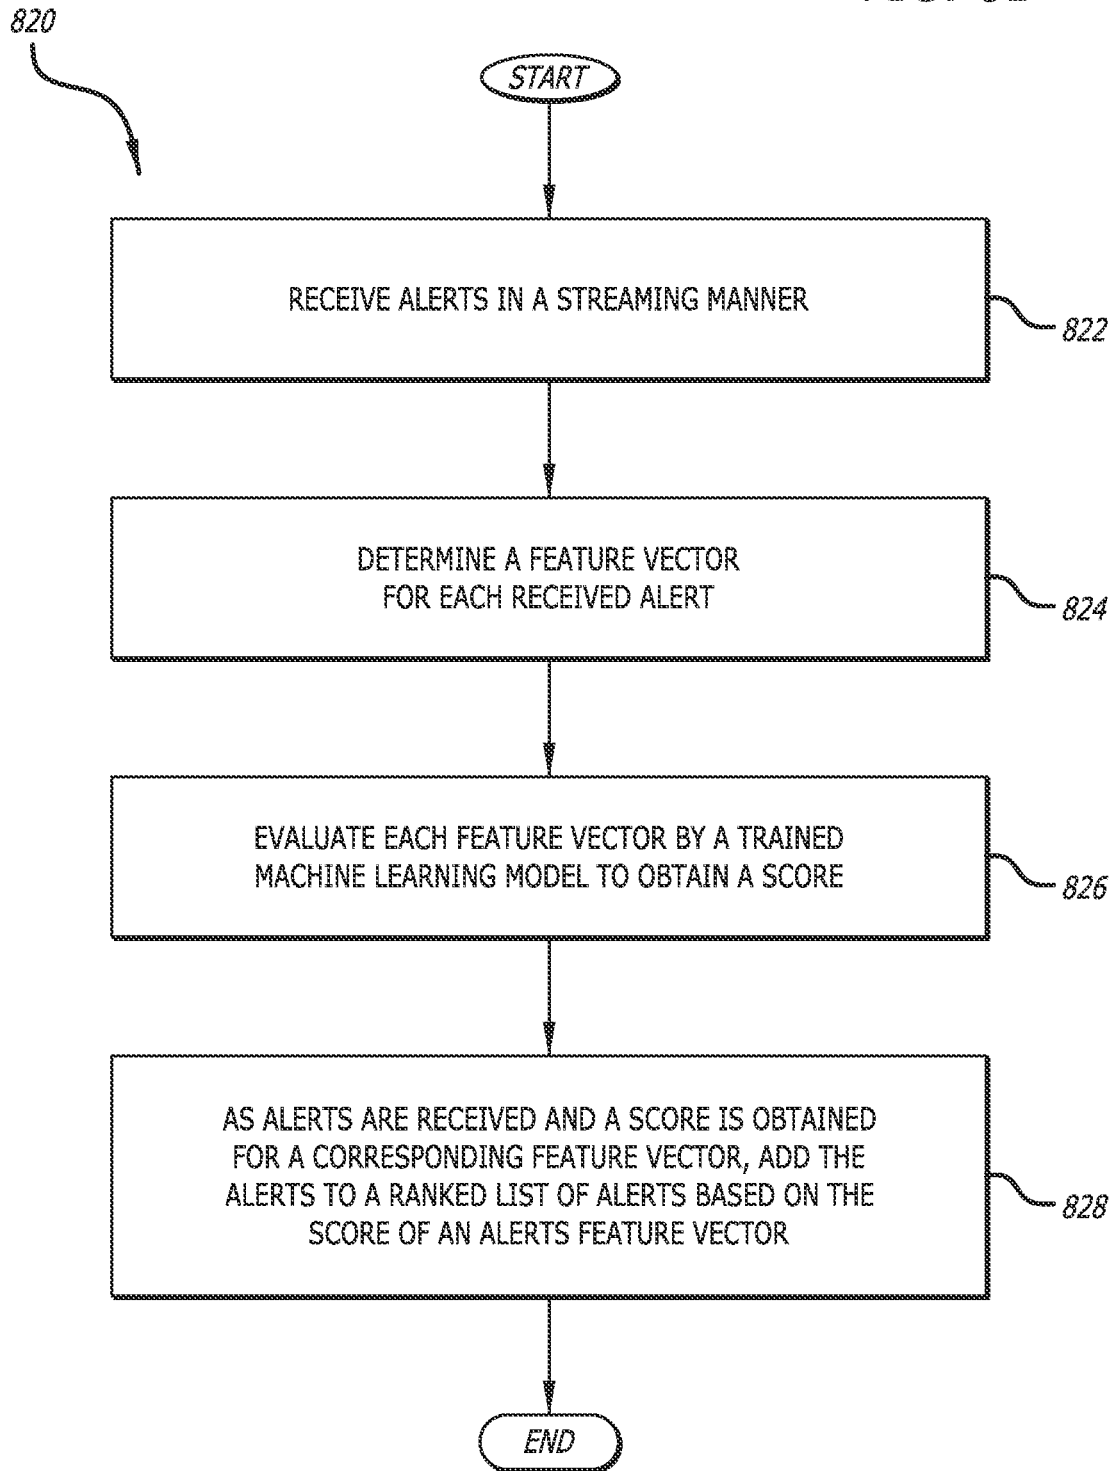 820
START
RECEIVE ALERTS IN A STREAMING MANNER
822
DETERMINE A FEATURE VECTOR
FOR EACH RECEIVED ALERT
824
EVALUATE EACH FEATURE VECTOR BY A TRAINED
MACHINE LEARNING MODEL TO OBTAIN A SCORE
826
AS ALERTS ARE RECEIVED AND A SCORE IS OBTAINED
FOR A CORRESPONDING FEATURE VECTOR, ADD THE
ALERTS TO A RANKED LIST OF ALERTS BASED ON THE
SCORE OF AN ALERTS FEATURE VECTOR
828
END